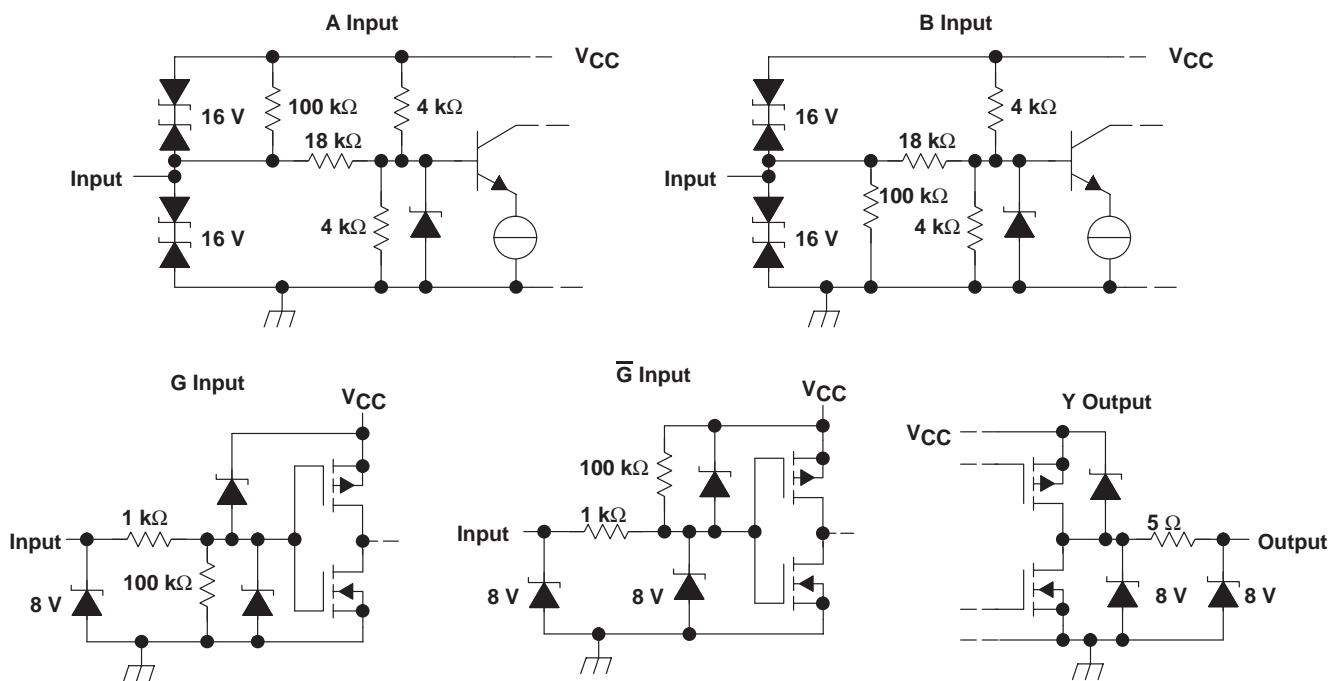 A Input
VCC
16 V
100 kΩ
4 kΩ
18 kΩ
Input
4 kΩ
16 V
B Input
VCC
16 V
4 kΩ
18 kΩ
Input
100 kΩ
4 kΩ
16 V
G Input
VCC
1 kΩ
Input
100 kΩ
8 V
G̅ Input
VCC
100 kΩ
1 kΩ
Input
8 V
8 V
Y Output
VCC
5 Ω
Output
8 V
8 V